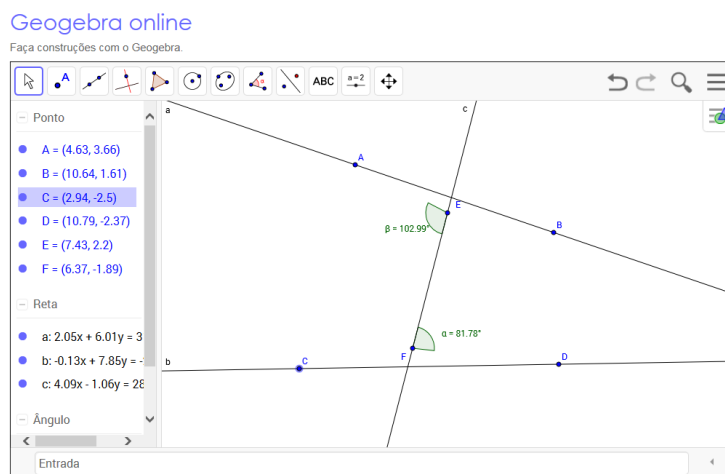 Geogebra online
Faça construções com o Geogebra.
ABC
a=2
Ponto
A = (4.63, 3.66)
B = (10.64, 1.61)
C = (2.94, -2.5)
D = (10.79, -2.37)
E = (7.43, 2.2)
F = (6.37, -1.89)
Reta
a: 2.05x + 6.01y = 3
b: -0.13x + 7.85y = -
c: 4.09x - 1.06y = 28
Ângulo
Entrada
a
c
A
E
β = 102.99°
B
α = 81.78°
F
b
C
D